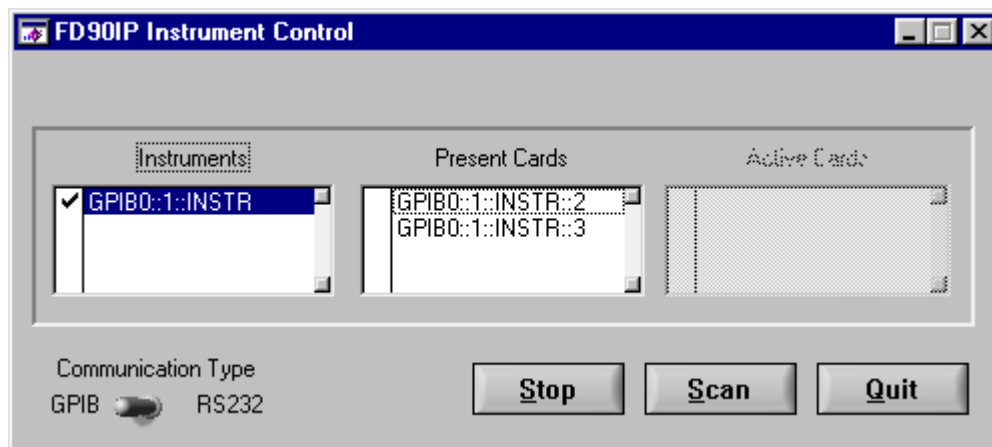 FD90IP Instrument Control
Instruments
Present Cards
Active Cards
GPIB0::1::INSTR
GPIB0::1::INSTR::2
GPIB0::1::INSTR::3
Communication Type
GPIB
RS232
Stop
Scan
Quit